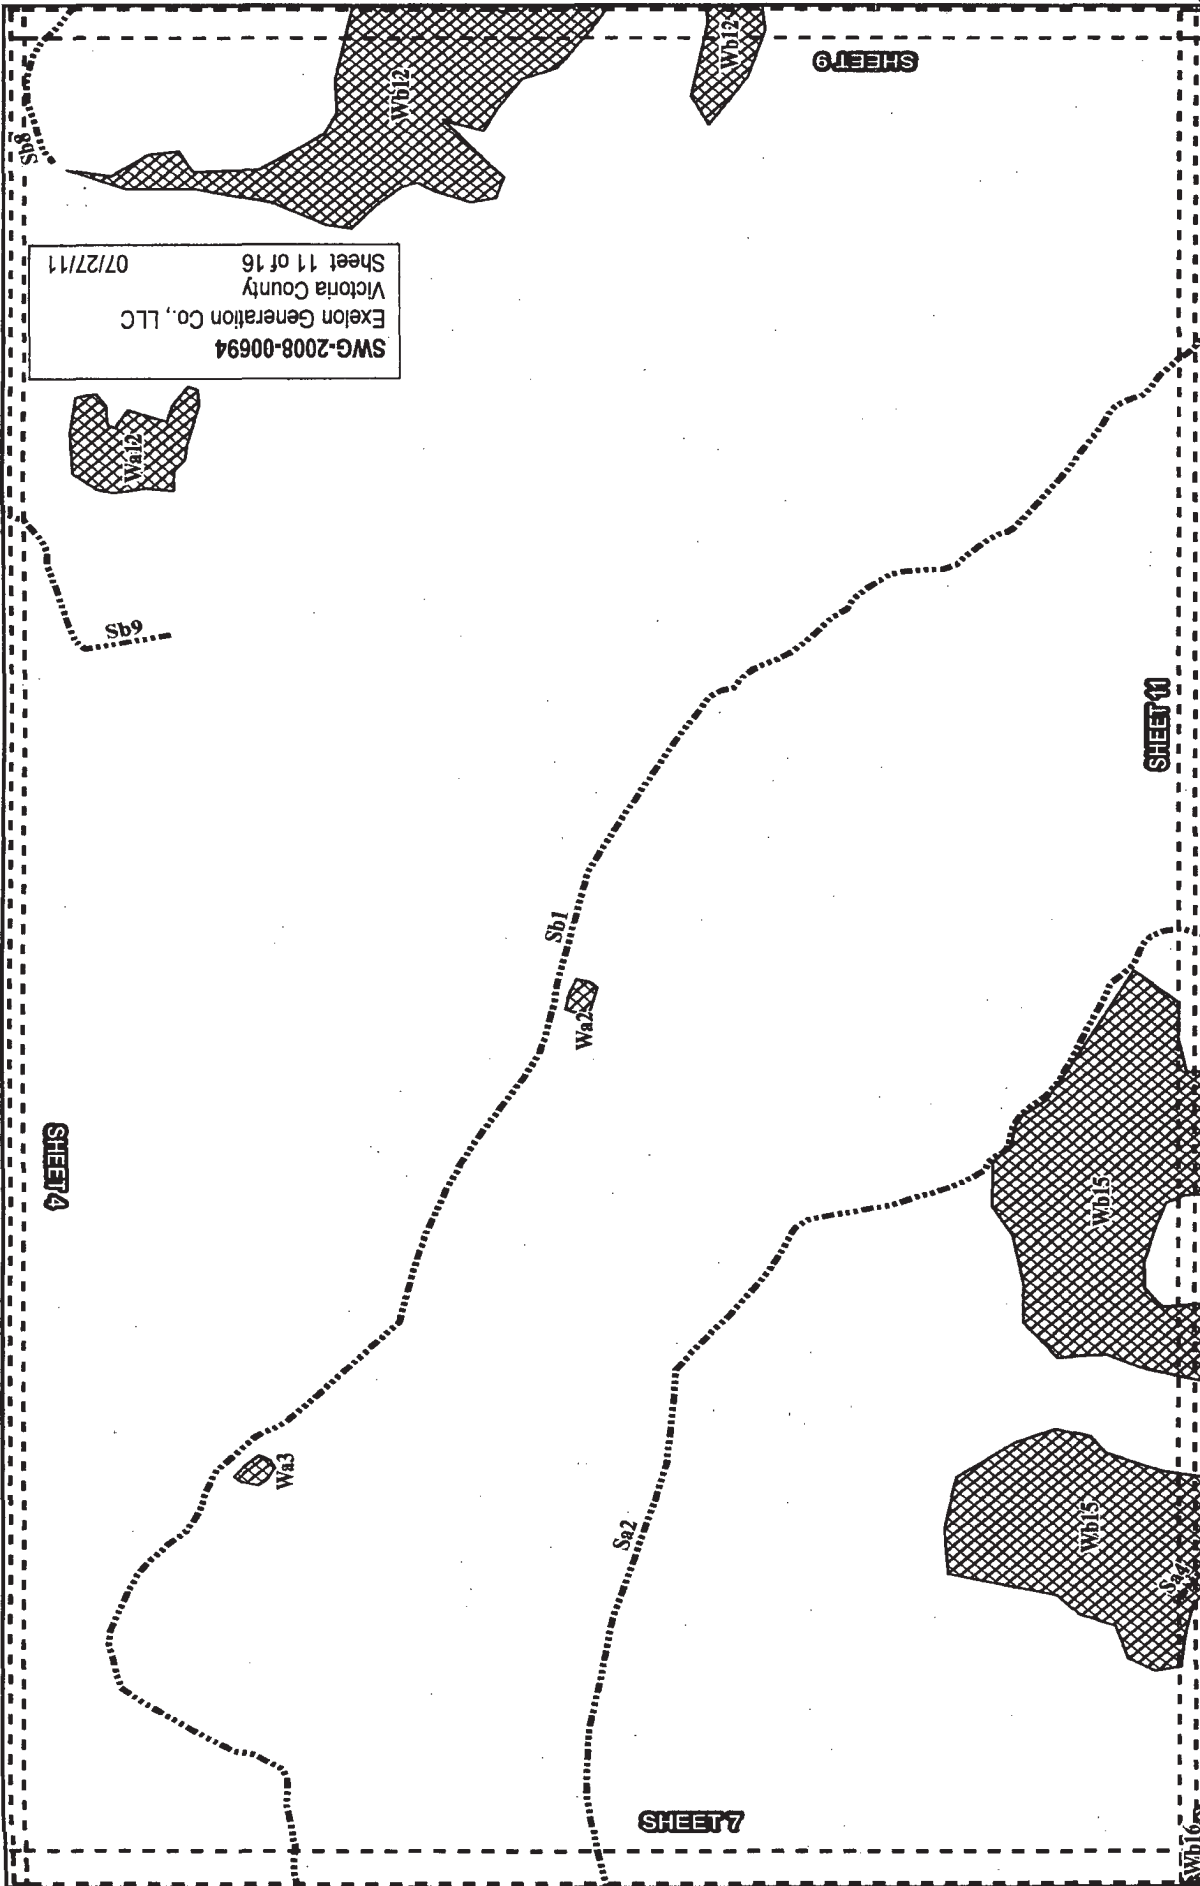 Wb12
Wb12
SHEET 9
Sb8
SWG-2008-00694
Exelon Generation Co., LLC
Victoria County
Sheet 11 of 16 07/27/11
Wa12
Sb9
SHEET 11
Sb1
Wa2
SHEET 4
Wb15
Wa3
Sa2
Wb15
Sa4
SHEET 7
Wb16